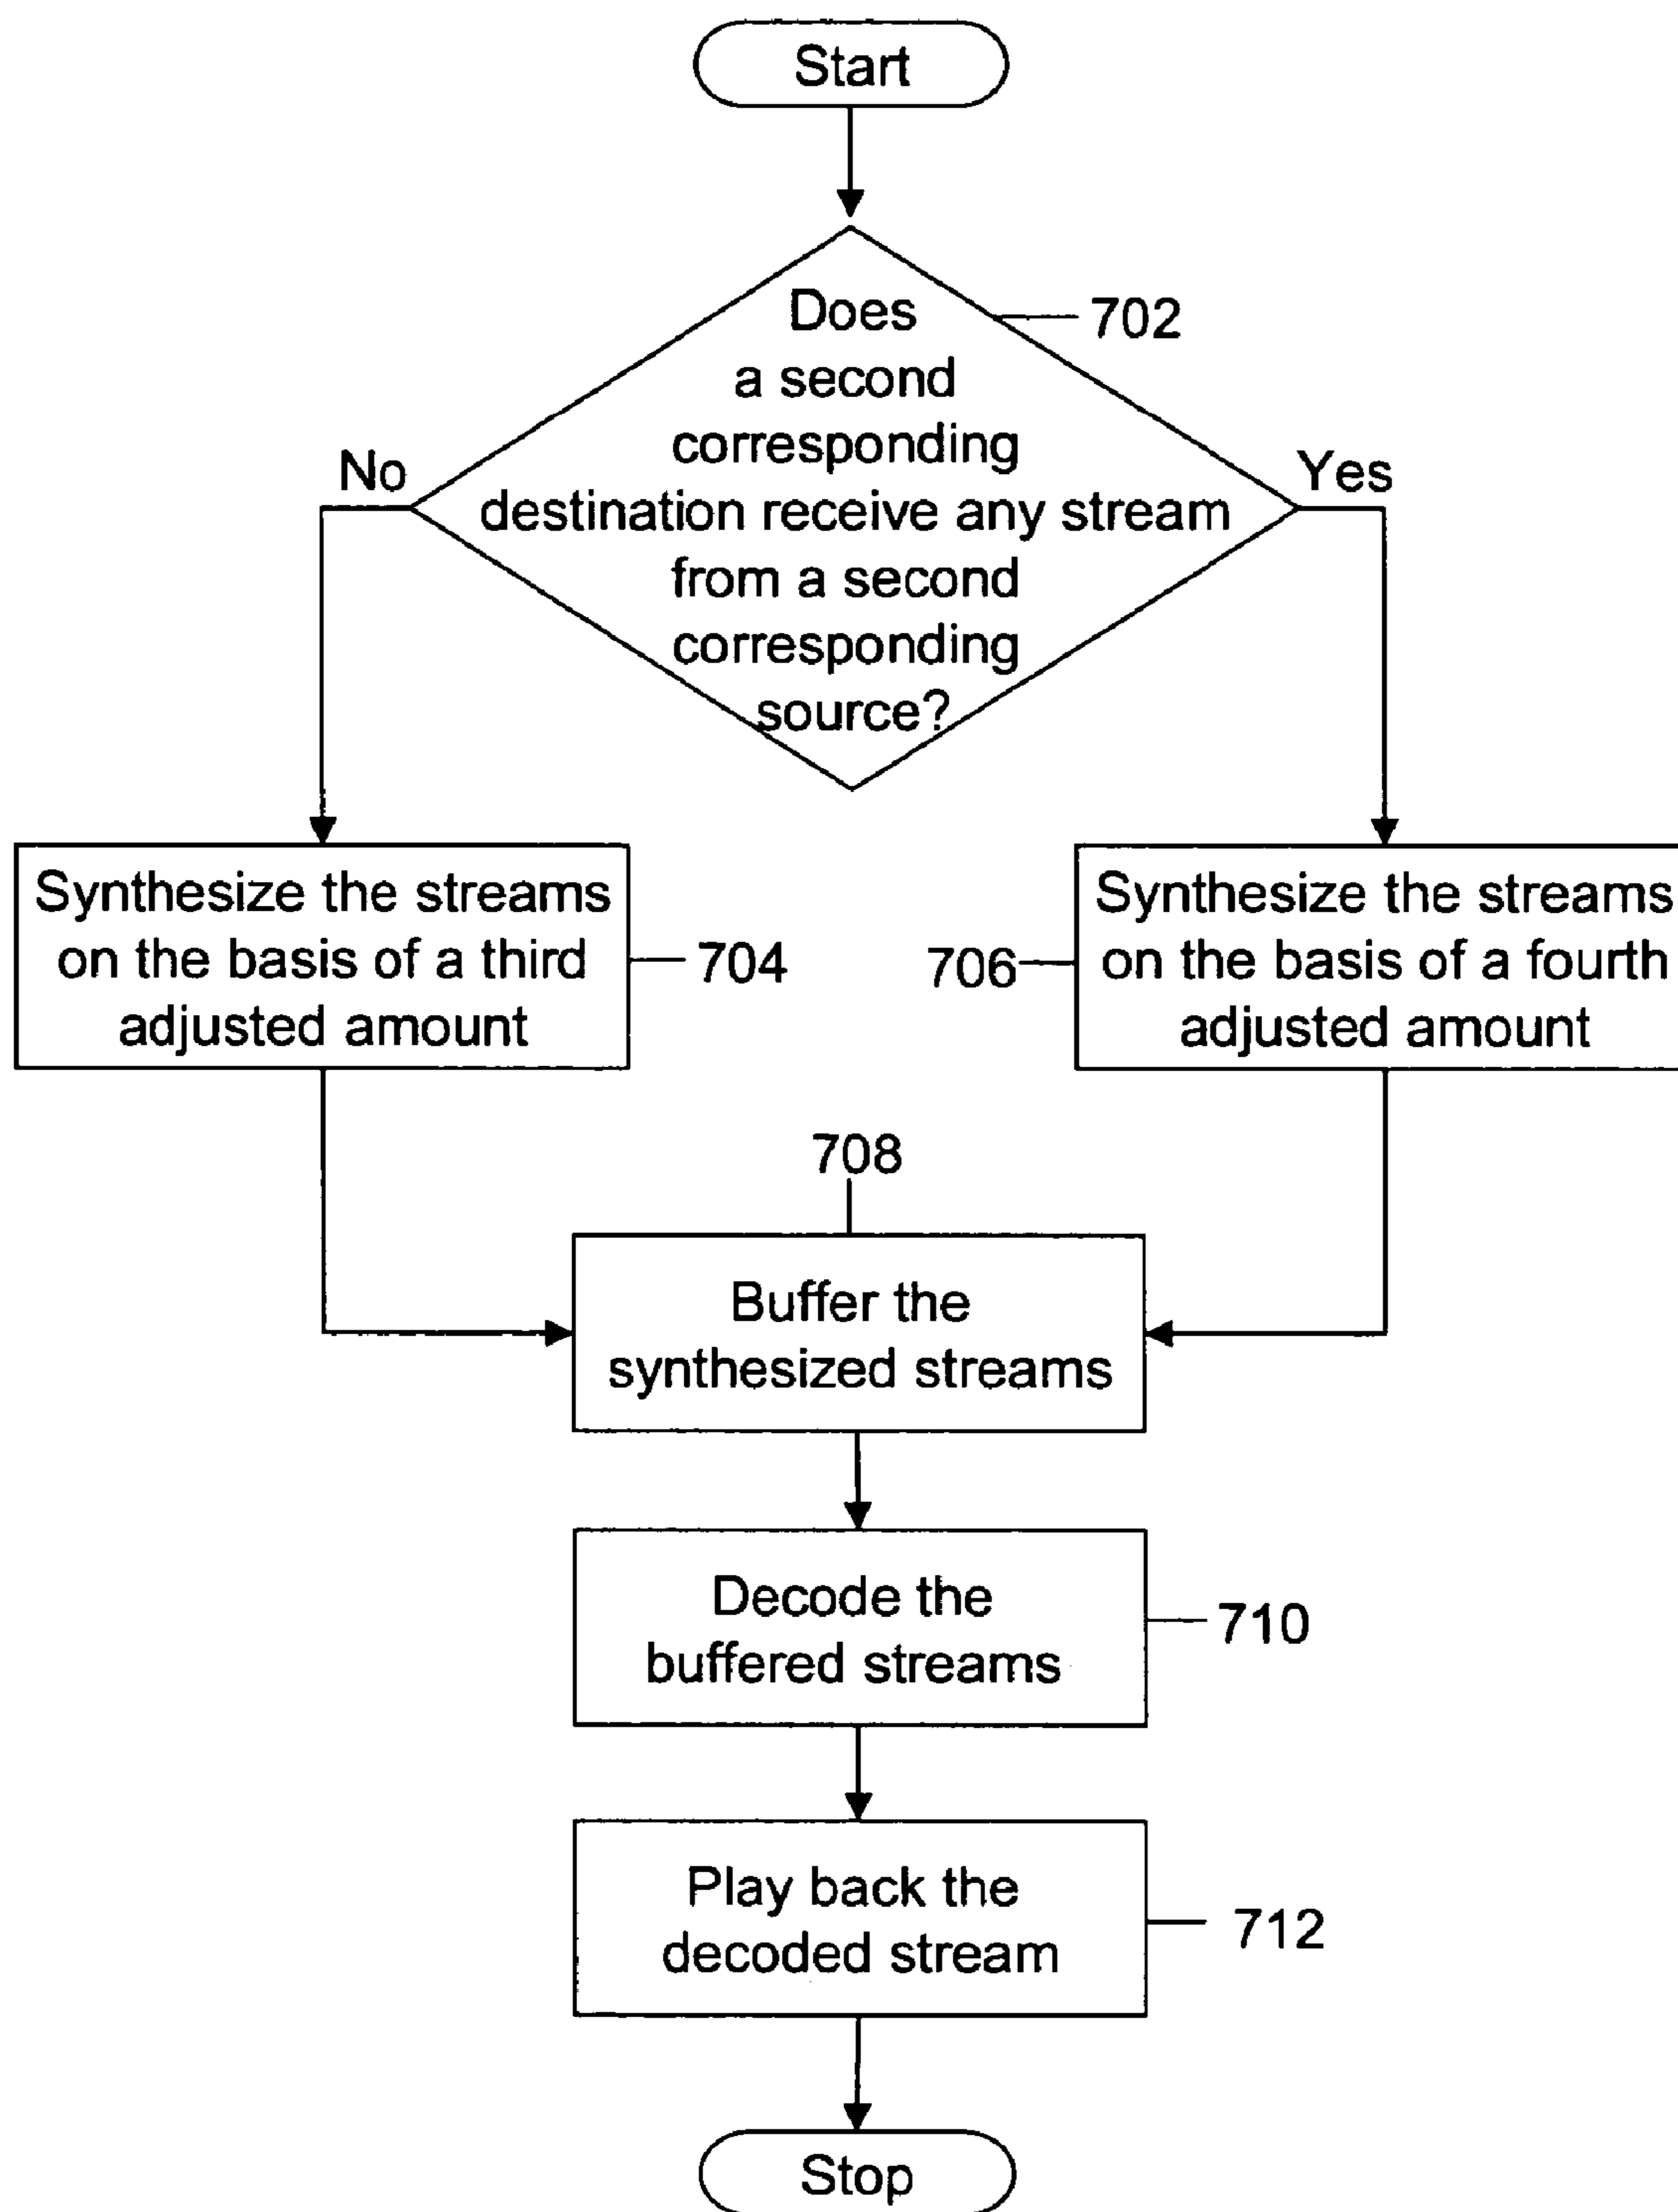 Start
Does
a second
corresponding
destination receive any stream
from a second
corresponding
source?
702
No
Yes
Synthesize the streams
on the basis of a third
adjusted amount
704
706
Synthesize the streams
on the basis of a fourth
adjusted amount
708
Buffer the
synthesized streams
Decode the
buffered streams
710
Play back the
decoded stream
712
Stop